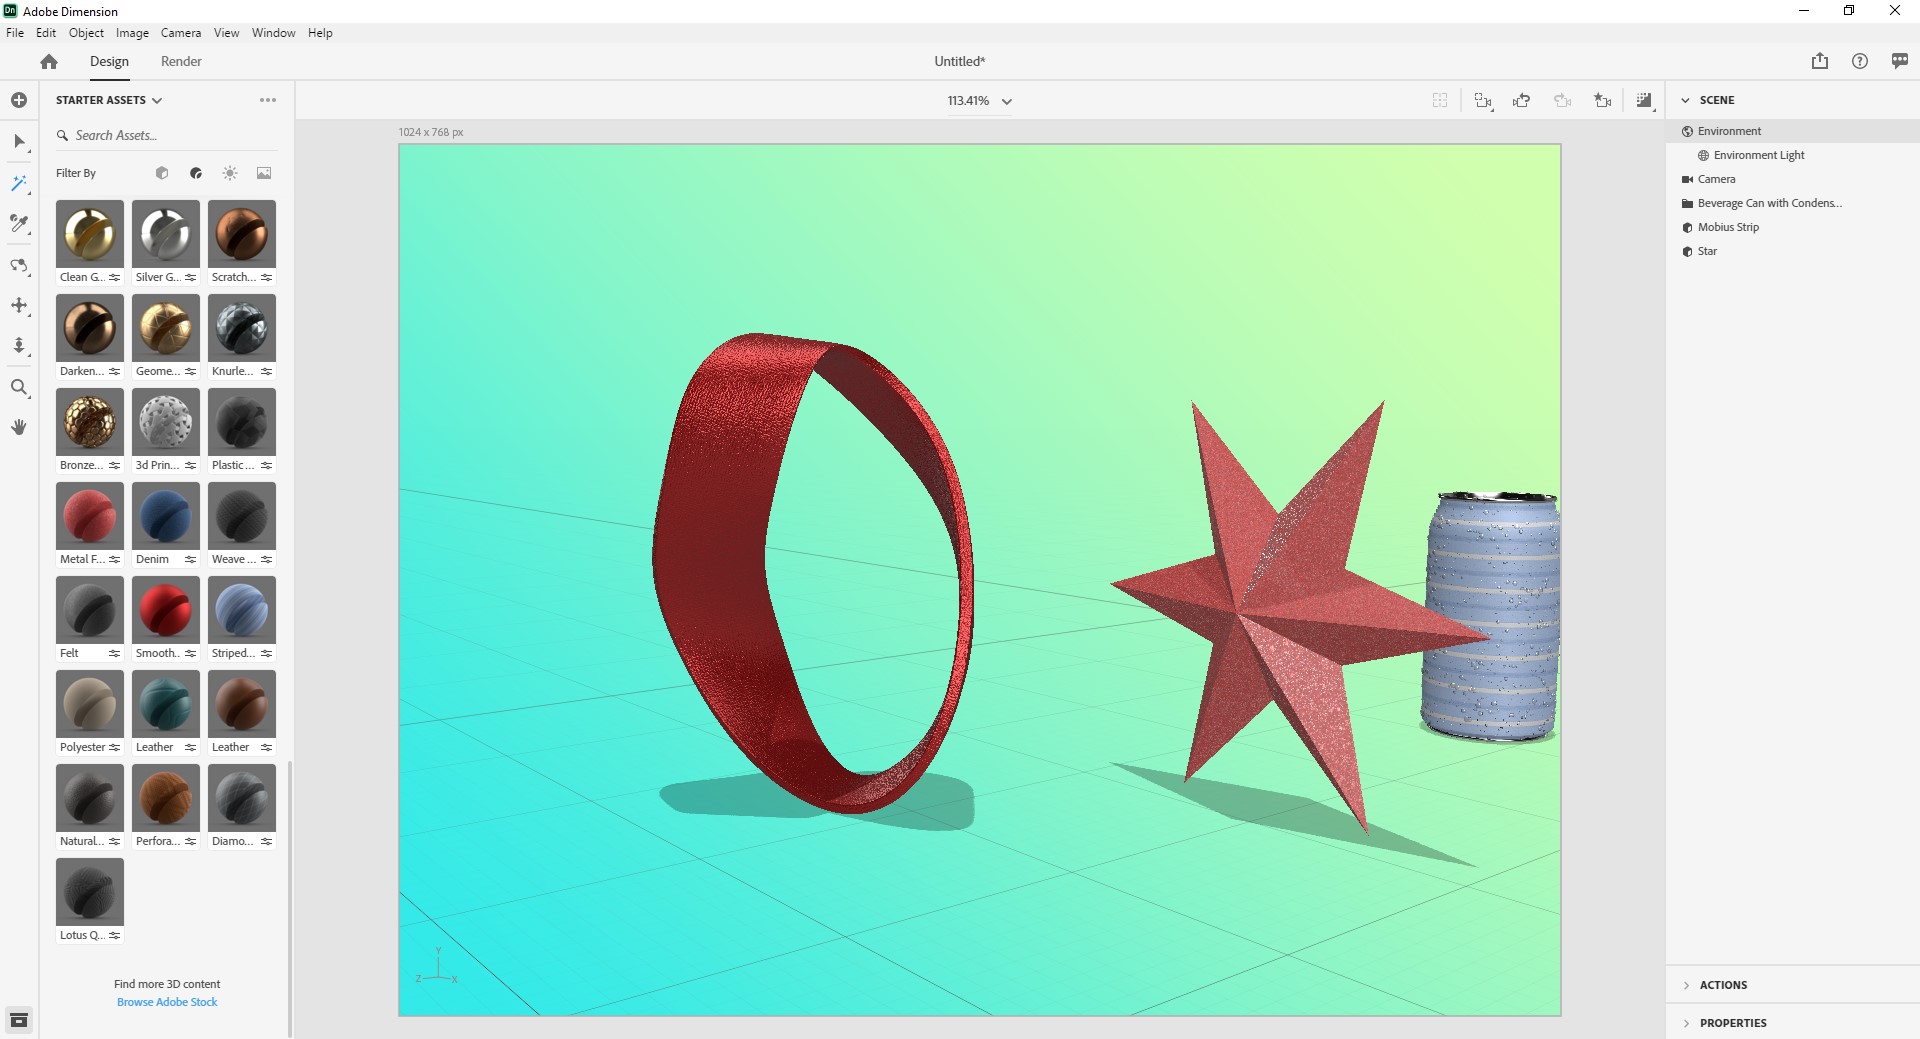 Dn Adobe Dimension
File Edit Object Image Camera View Window Help
Design Render
Untitled*
STARTER ASSETS
113.41%
SCENE
Search Assets...
1024 x 768 px
Environment
Environment Light
Filter By
Camera
Beverage Can with Condens...
Mobius Strip
Star
Clean G... Silver G... Scratch...
Darken... Geome... Knurle...
Bronze... 3d Prin... Plastic ...
Metal F... Denim Weave ...
Felt Smooth.. Striped...
Polyester Leather Leather
Natural... Perfora... Diamo...
Lotus Q...
Y
Z X
Find more 3D content
Browse Adobe Stock
ACTIONS
PROPERTIES